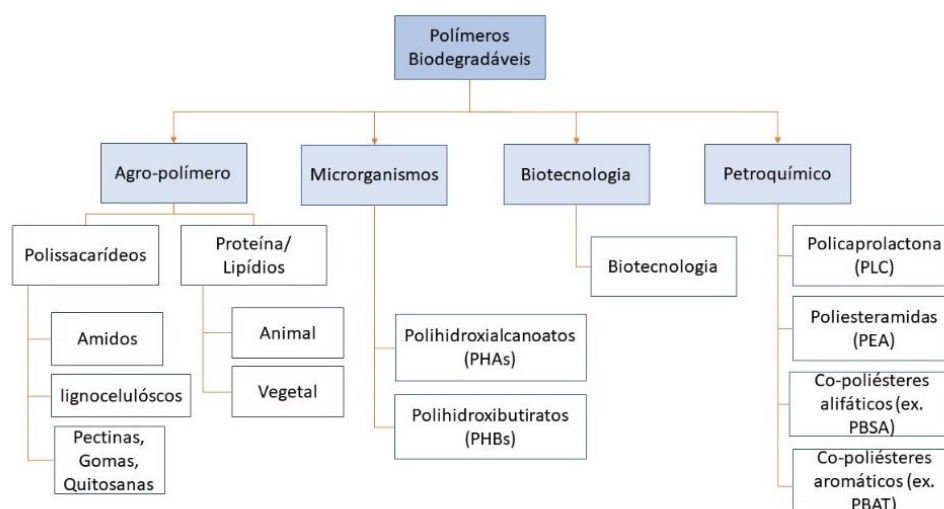 Polímeros
Biodegradáveis
Agro-polímero
Microrganismos
Biotecnologia
Petroquímico
Polissacarídeos
Proteína/
Lipídios
Biotecnologia
Policaprolactona
(PLC)
Amidos
Animal
Polihidroxialcanoatos
(PHAs)
Poliesteramidas
(PEA)
lignocelulóscos
Vegetal
Polihidroxibutiratos
(PHBs)
Co-poliésteres
alifáticos (ex.
PBSA)
Pectinas,
Gomas,
Quitosanas
Co-poliésteres
aromáticos (ex.
PBAT)